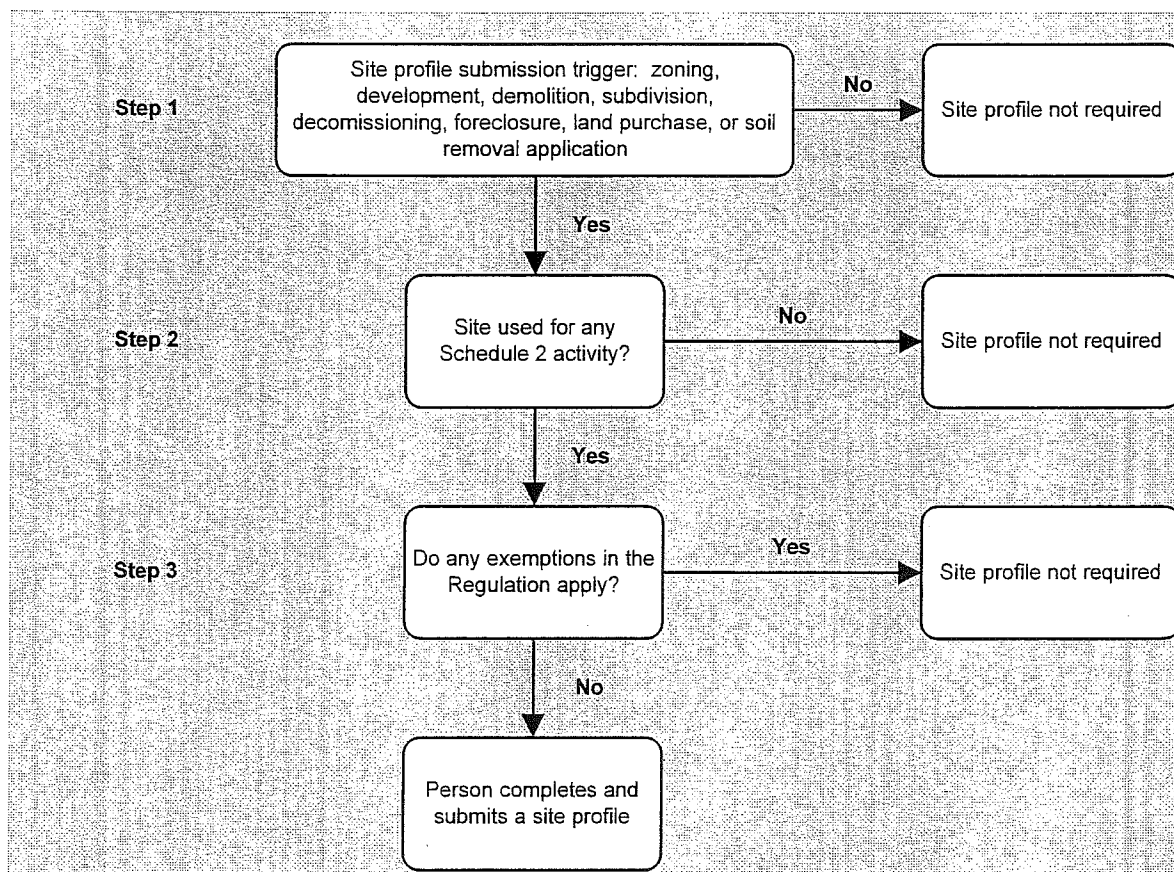 Step 1
Site profile submission trigger: zoning,
development, demolition, subdivision,
decomissioning, foreclosure, land purchase, or soil
removal application
No
Site profile not required
Yes
Step 2
Site used for any
Schedule 2 activity?
No
Site profile not required
Yes
Step 3
Do any exemptions in the
Regulation apply?
Yes
Site profile not required
No
Person completes and
submits a site profile